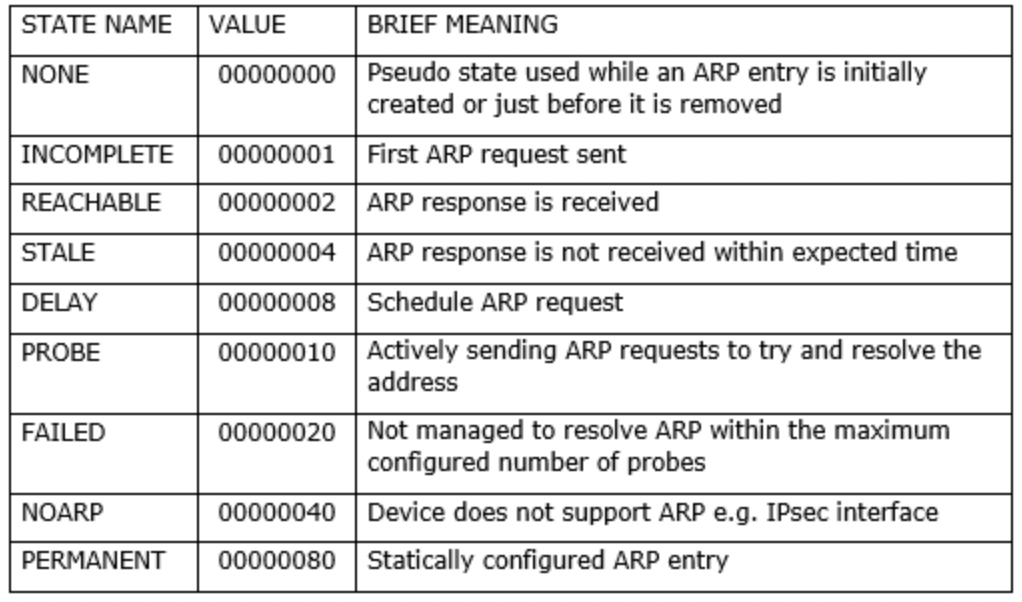 STATE NAME VALUE BRIEF MEANING
NONE 00000000 Pseudo state used while an ARP entry is initially
created or just before it is removed
INCOMPLETE 00000001 First ARP request sent
REACHABLE 00000002 ARP response is received
STALE 00000004 ARP response is not received within expected time
DELAY 00000008 Schedule ARP request
PROBE 00000010 Actively sending ARP requests to try and resolve the
address
FAILED 00000020 Not managed to resolve ARP within the maximum
configured number of probes
NOARP 00000040 Device does not support ARP e.g. IPsec interface
PERMANENT 00000080 Statically configured ARP entry